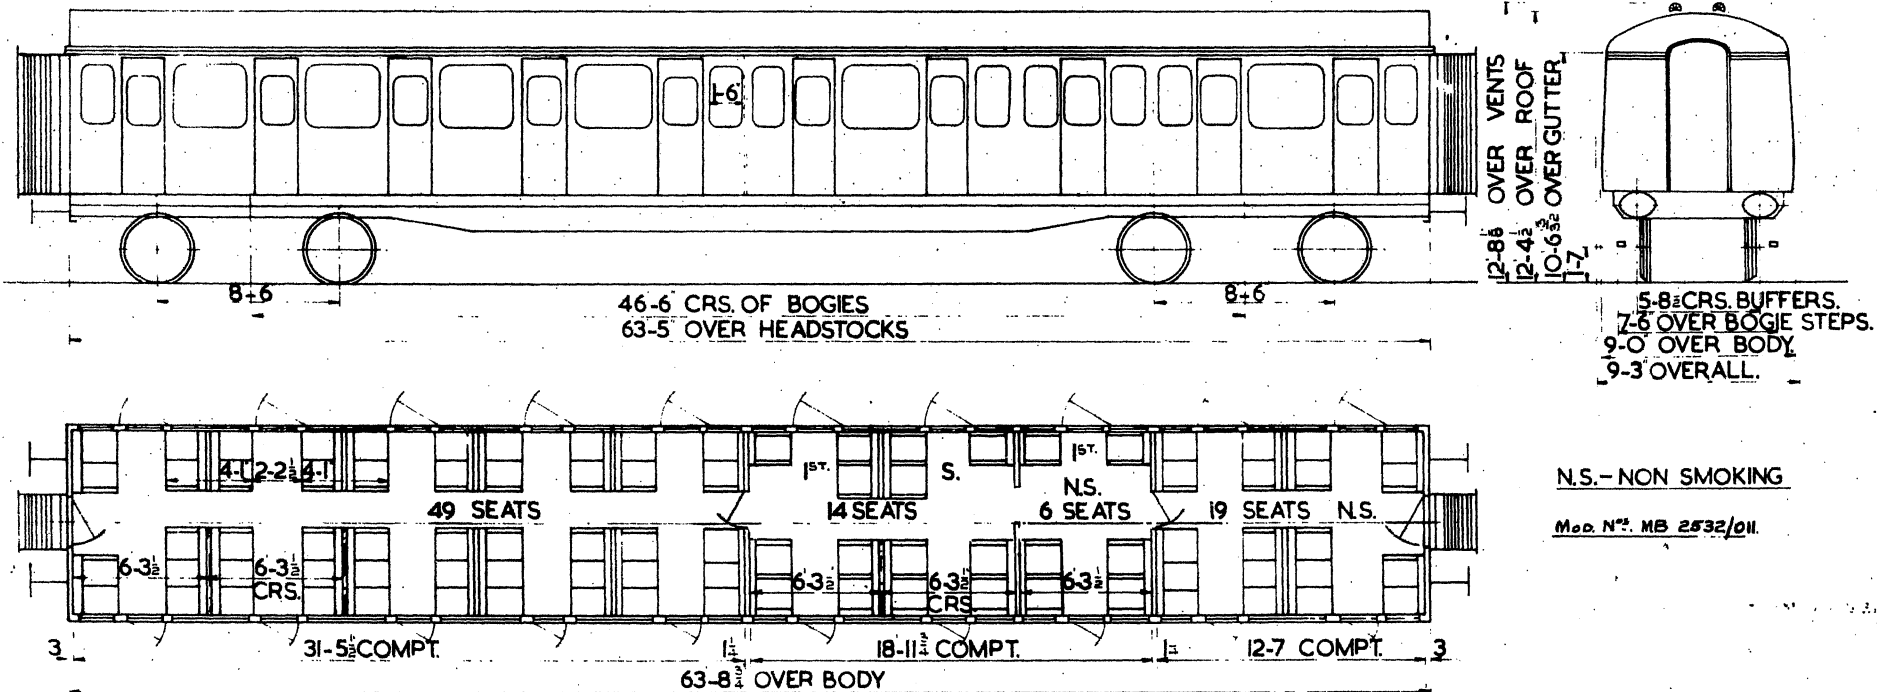 1'-6"
8'-6"
46'-6" CRS. OF BOGIES
8'-6"
63'-5" OVER HEADSTOCKS
12'-8⅛" OVER VENTS
12'-4½" OVER ROOF
10'-6 5/32" OVER GUTTER
1'-7"
5'-8½" CRS. BUFFERS.
7'-6" OVER BOGIE STEPS.
9'-0" OVER BODY.
9'-3" OVERALL.
4'-1" 2'-2½" 4'-1"
1ST.
S.
1ST.
N.S.
49 SEATS
14 SEATS
6 SEATS
19 SEATS N.S.
6'-3½"
6'-3½"
CRS.
6'-3½"
6'-3½"
CRS.
6'-3½"
3
31'-5½" COMPT.
18'-11¾" COMPT.
12'-7 COMPT.
3
63'-8¾" OVER BODY
N.S.-NON SMOKING
MOD. NOS. MB 2532/011.